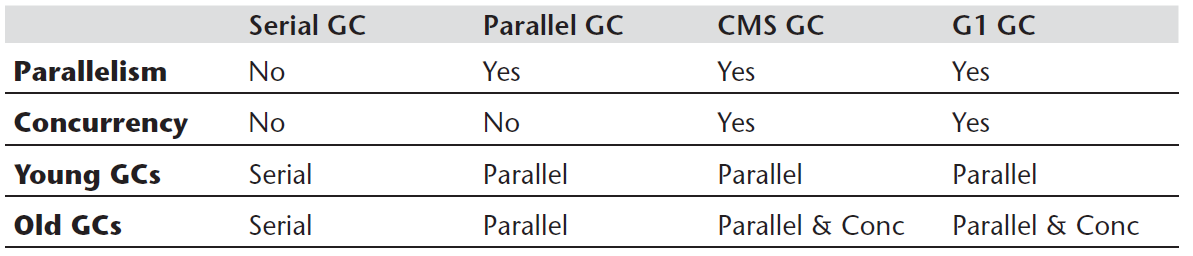 Serial GC Parallel GC CMS GC G1 GC
Parallelism No Yes Yes Yes
Concurrency No No Yes Yes
Young GCs Serial Parallel Parallel Parallel
Old GCs Serial Parallel Parallel & Conc Parallel & Conc